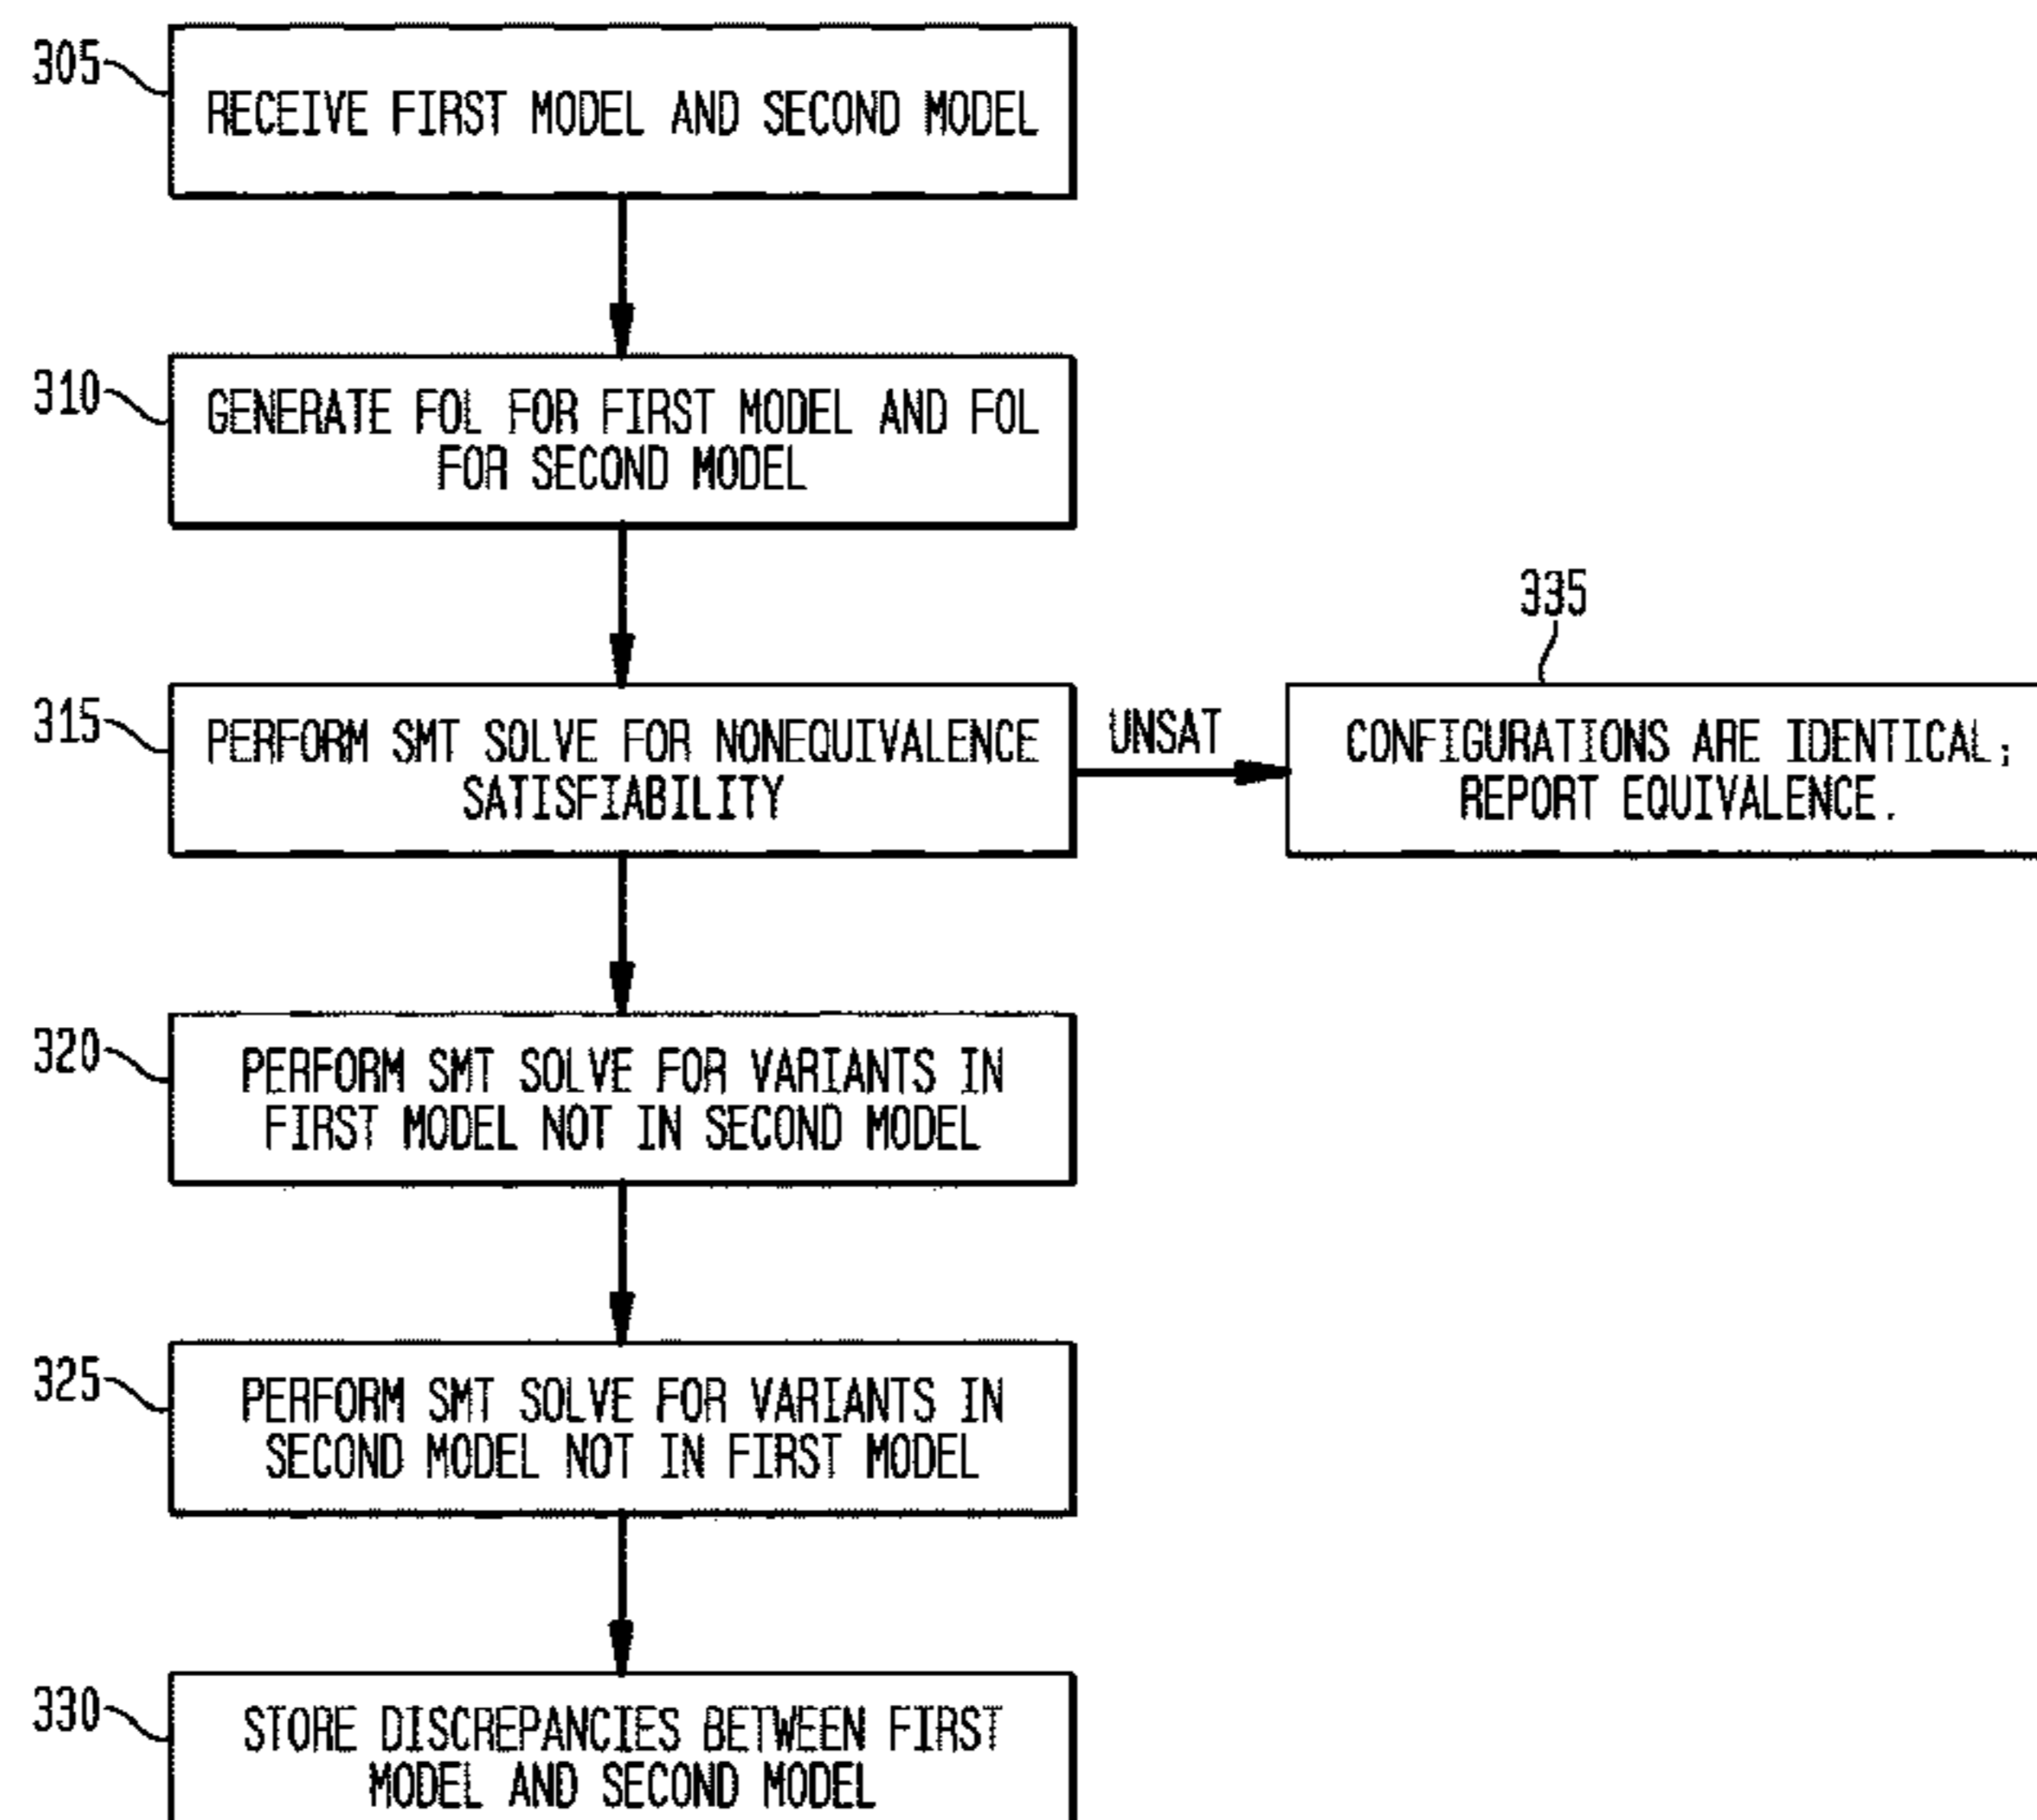 305
RECEIVE FIRST MODEL AND SECOND MODEL
310
GENERATE FOL FOR FIRST MODEL AND FOL
FOR SECOND MODEL
315
PERFORM SMT SOLVE FOR NONEQUIVALENCE
SATISFIABILITY
UNSAT
335
CONFIGURATIONS ARE IDENTICAL;
REPORT EQUIVALENCE.
320
PERFORM SMT SOLVE FOR VARIANTS IN
FIRST MODEL NOT IN SECOND MODEL
325
PERFORM SMT SOLVE FOR VARIANTS IN
SECOND MODEL NOT IN FIRST MODEL
330
STORE DISCREPANCIES BETWEEN FIRST
MODEL AND SECOND MODEL